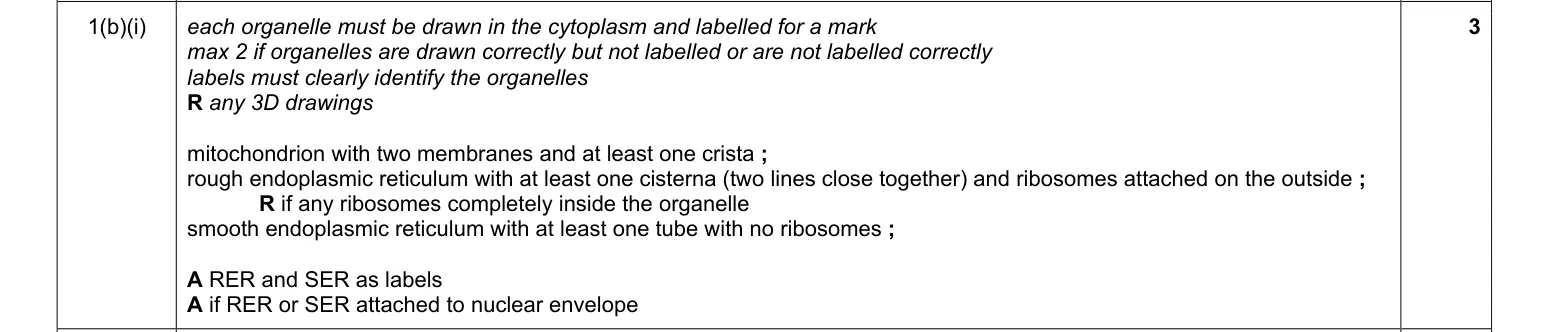 1(b)(i)
each organelle must be drawn in the cytoplasm and labelled for a mark
3
max 2 if organelles are drawn correctly but not labelled or are not labelled correctly
labels must clearly identify the organelles
R any 3D drawings
mitochondrion with two membranes and at least one crista ;
rough endoplasmic reticulum with at least one cisterna (two lines close together) and ribosomes attached on the outside ;
R if any ribosomes completely inside the organelle
smooth endoplasmic reticulum with at least one tube with no ribosomes ;
A RER and SER as labels
A if RER or SER attached to nuclear envelope